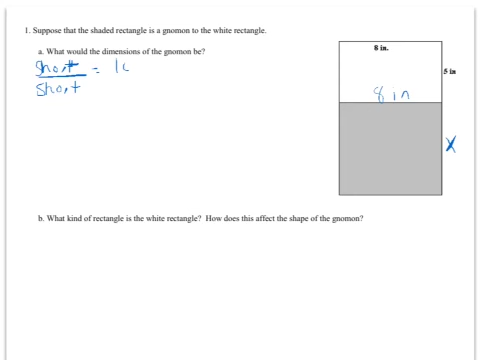 1. Suppose that the shaded rectangle is a gnomon to the white rectangle.
a. What would the dimensions of the gnomon be?
8 in.
5 in
short
short
=
8 in
X
b. What kind of rectangle is the white rectangle? How does this affect the shape of the gnomon?